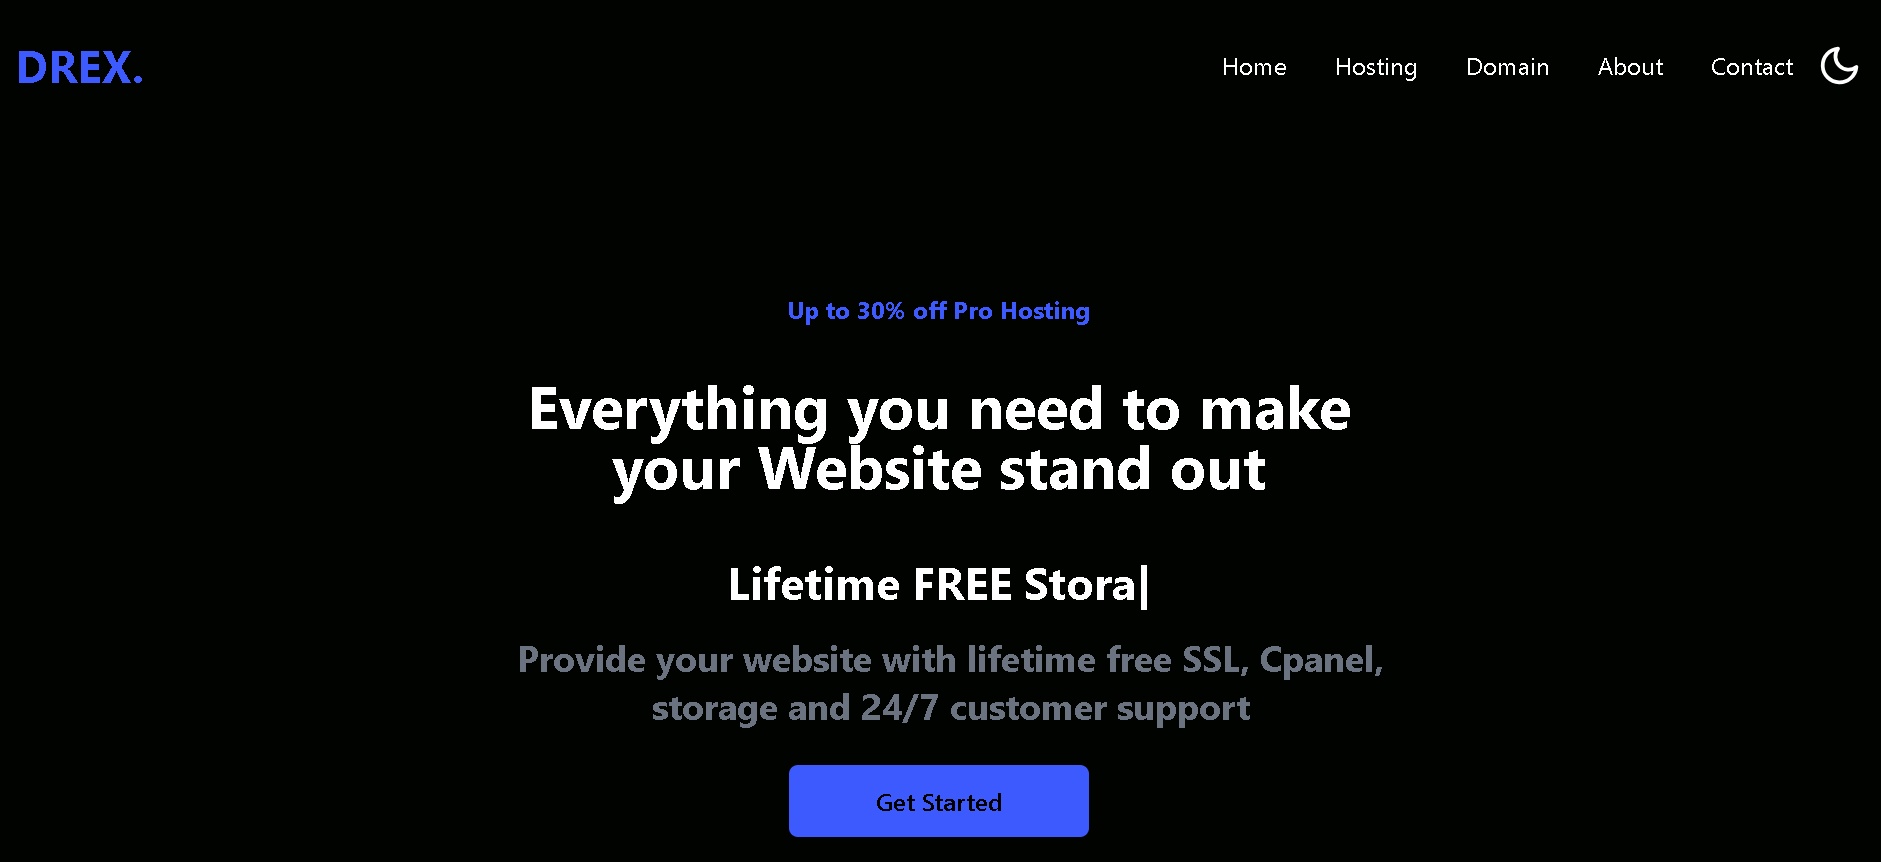 DREX.
Home Hosting Domain About Contact
Up to 30% off Pro Hosting
Everything you need to make
your Website stand out
Lifetime FREE Stora|
Provide your website with lifetime free SSL, Cpanel,
storage and 24/7 customer support
Get Started